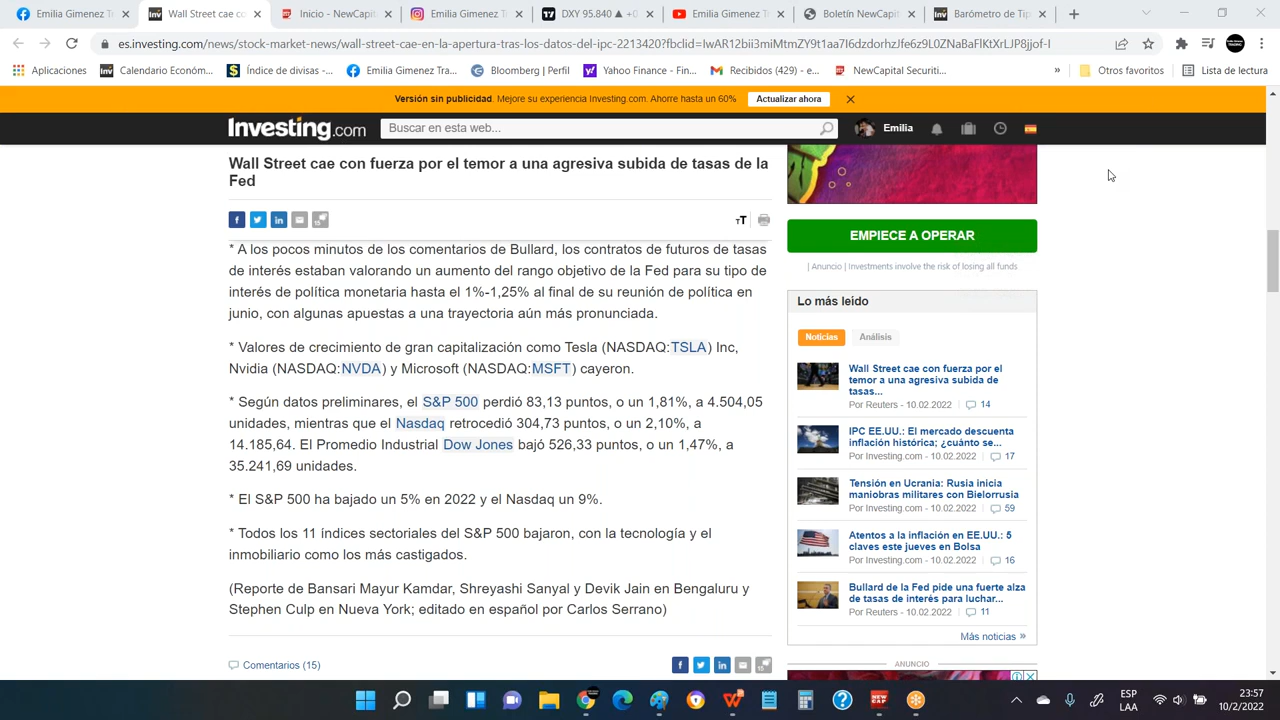 Emilia Gimenez Tr
Wall Street cae co
Inicio - NewCapit
Emilia Gimenez T
DXY 95.840 ▲ +0
Emilia Gimenez T
Boletín NewCapit
Barómetro de Tip
es.investing.com/news/stock-market-news/wall-street-cae-en-la-apertura-tras-los-datos-del-ipc-2213420?fbclid=
Aplicaciones
Calendario Económ...
Índice de divisas -...
Emilia Gimenez Tra...
Bloomberg | Perfil
Yahoo Finance - Fin...
Recibidos (429) - e...
NewCapital Securiti...
»
Otros favoritos
Lista de lectura
Versión sin publicidad. Mejore su experiencia Investing.com. Ahorre hasta un 60%
Actualizar ahora
Investing.com
Buscar en esta web...
Emilia
Wall Street cae con fuerza por el temor a una agresiva subida de tasas de la
Fed
* A los pocos minutos de los comentarios de Bullard, los contratos de futuros de tasas
de interés estaban valorando un aumento del rango objetivo de la Fed para su tipo de
interés de política monetaria hasta el 1%-1,25% al final de su reunión de política en
junio, con algunas apuestas a una trayectoria aún más pronunciada.
* Valores de crecimiento de gran capitalización como Tesla (NASDAQ:TSLA) Inc,
Nvidia (NASDAQ:NVDA) y Microsoft (NASDAQ:MSFT) cayeron.
* Según datos preliminares, el S&P 500 perdió 83,13 puntos, o un 1,81%, a 4.504,05
unidades, mientras que el Nasdaq retrocedió 304,73 puntos, o un 2,10%, a
14.185,64. El Promedio Industrial Dow Jones bajó 526,33 puntos, o un 1,47%, a
35.241,69 unidades.
* El S&P 500 ha bajado un 5% en 2022 y el Nasdaq un 9%.
* Todos los 11 índices sectoriales del S&P 500 bajaron, con la tecnología y el
inmobiliario como los más castigados.
(Reporte de Bansari Mayur Kamdar, Shreyashi Sanyal y Devik Jain en Bengaluru y
Stephen Culp en Nueva York; editado en español por Carlos Serrano)
Comentarios (15)
15
EMPIECE A OPERAR
| Anuncio | Investments involve the risk of losing all funds.
Lo más leído
Noticias
Análisis
Wall Street cae con fuerza por el
temor a una agresiva subida de
tasas...
Por Reuters - 10.02.2022 | 14
IPC EE.UU.: El mercado descuenta
inflación histórica; ¿cuánto se...
Por Investing.com - 10.02.2022 | 17
Tensión en Ucrania: Rusia inicia
maniobras militares con Bielorrusia
Por Investing.com - 10.02.2022 | 59
Atentos a la inflación en EE.UU.: 5
claves este jueves en Bolsa
Por Investing.com - 10.02.2022 | 16
Bullard de la Fed pide una fuerte alza
de tasas de interés para luchar...
Por Reuters - 10.02.2022 | 11
Más noticias »
ANUNCIO
ESP
LAA
23:57
10/2/2022